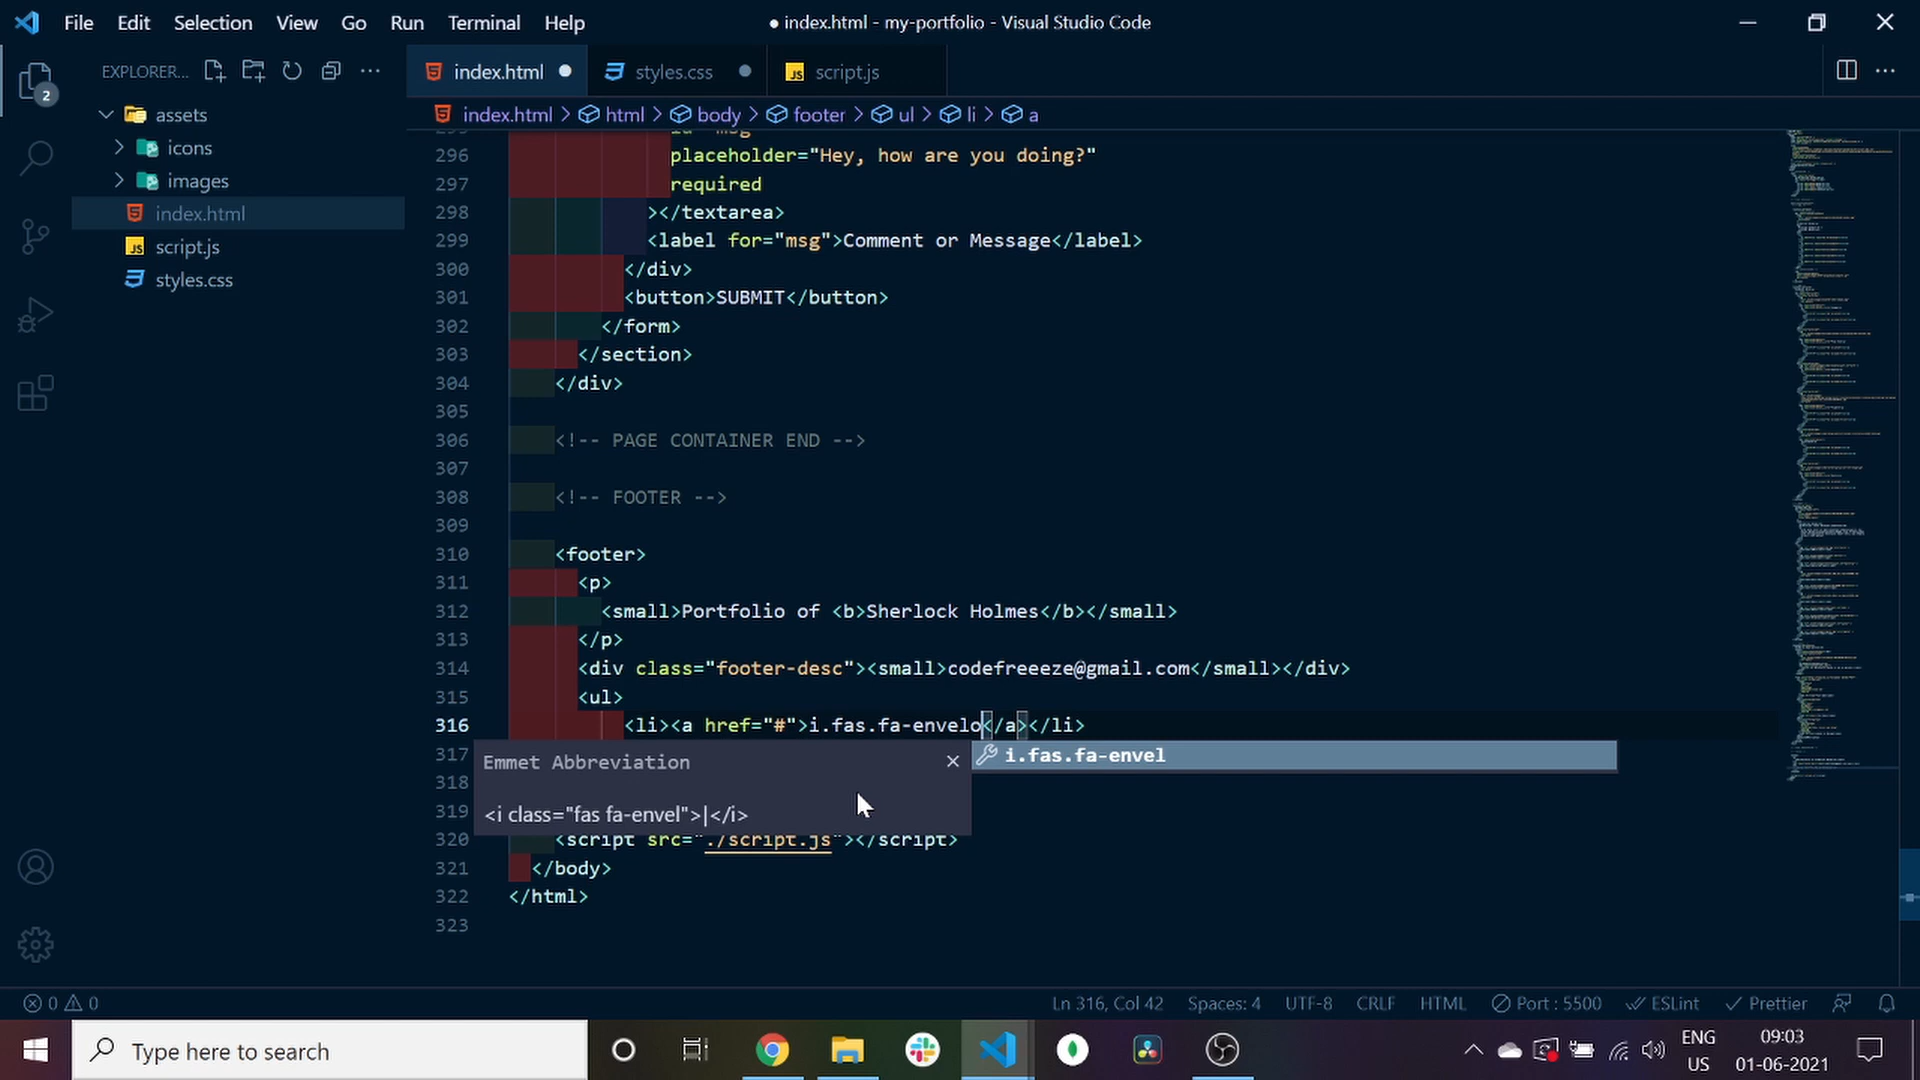 File Edit Selection View Go Run Terminal Help
● index.html - my-portfolio - Visual Studio Code
EXPLORER...
index.html
styles.css
JS script.js
2
index.html > html > body > footer > ul > li > a
assets
icons
images
index.html
JS script.js
styles.css
296 placeholder="Hey, how are you doing?"
297 required
298 ></textarea>
299 <label for="msg">Comment or Message</label>
300 </div>
301 <button>SUBMIT</button>
302 </form>
303 </section>
304 </div>
305
306 <!-- PAGE CONTAINER END -->
307
308 <!-- FOOTER -->
309
310 <footer>
311 <p>
312 <small>Portfolio of <b>Sherlock Holmes</b></small>
313 </p>
314 <div class="footer-desc"><small>codefreeeze@gmail.com</small></div>
315 <ul>
316 <li><a href="#">i.fas.fa-envelo</a></li>
317
Emmet Abbreviation
i.fas.fa-envel
318
319
<i class="fas fa-envel">|</i>
320 <script src="./script.js"></script>
321 </body>
322 </html>
323
0 0
Ln 316, Col 42 Spaces: 4 UTF-8 CRLF HTML Port : 5500 ESLint Prettier
Type here to search
ENG
US
09:03
01-06-2021